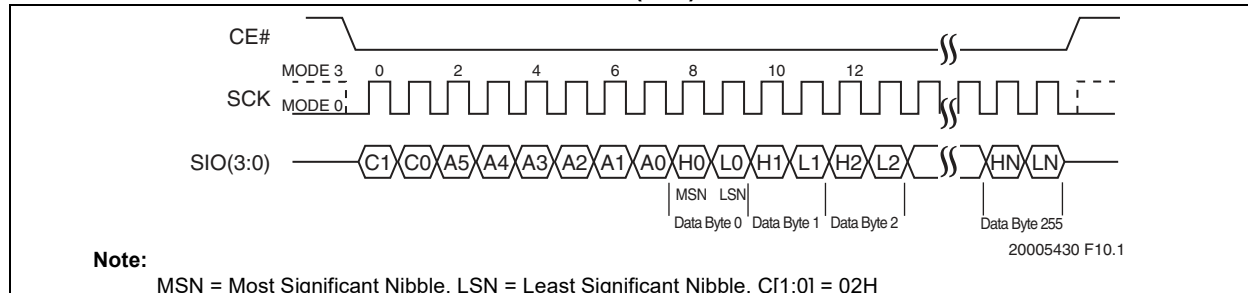 CE#
MODE 3 0 2 4 6 8 10 12
SCK
MODE 0
SIO(3:0) C1 C0 A5 A4 A3 A2 A1 A0 H0 L0 H1 L1 H2 L2 HN LN
MSN LSN
Data Byte 0 Data Byte 1 Data Byte 2 Data Byte 255
20005430 F10.1
Note:
MSN = Most Significant Nibble, LSN = Least Significant Nibble, C[1:0] = 02H